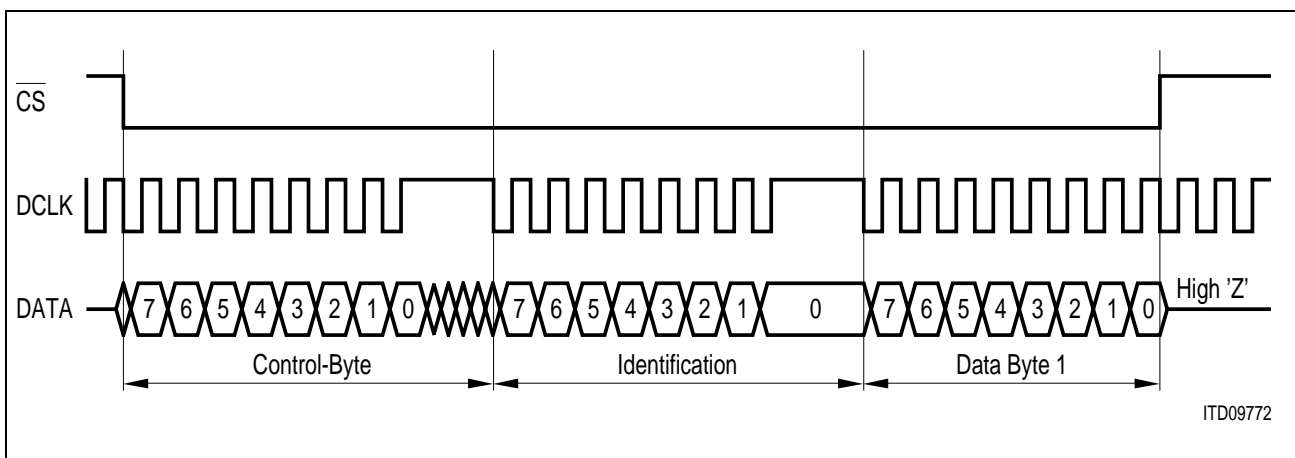 CS
DCLK
DATA 7 6 5 4 3 2 1 0 7 6 5 4 3 2 1 0 7 6 5 4 3 2 1 0 High 'Z'
Control-Byte Identification Data Byte 1
ITD09772